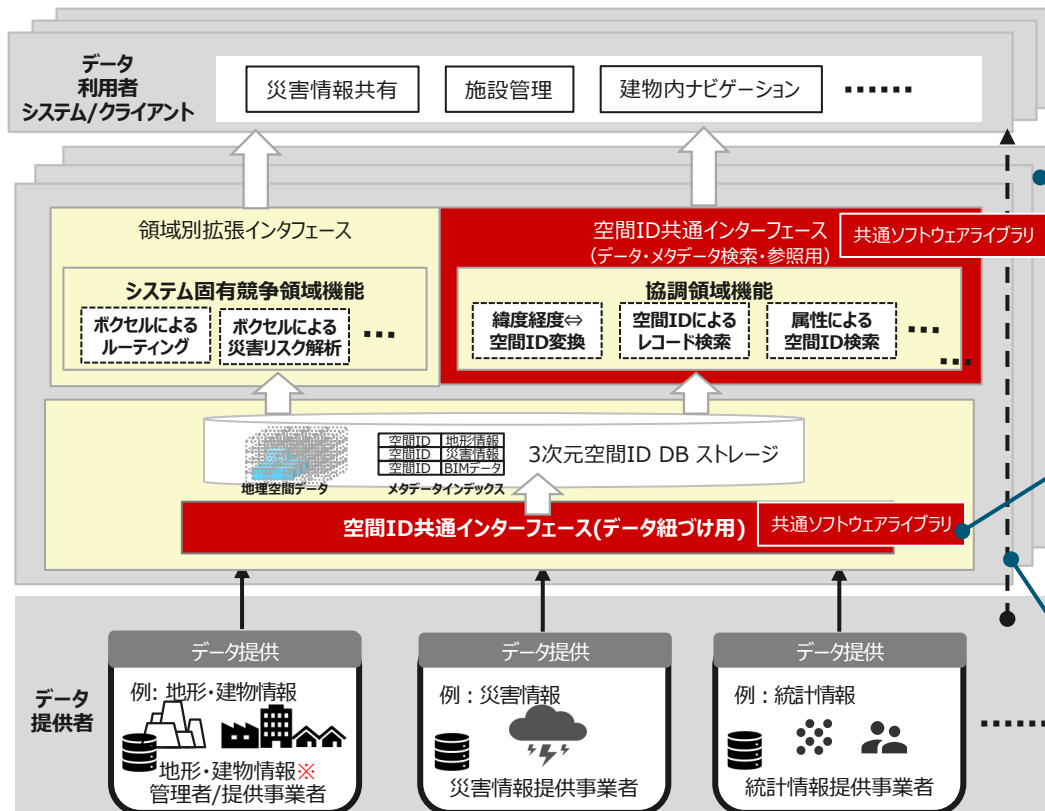 データ
利用者
システム/クライアント
災害情報共有
施設管理
建物内ナビゲーション
……
領域別拡張インタフェース
システム固有競争領域機能
ボクセルによる
ルーティング
ボクセルによる
災害リスク解析
…
空間ID共通インターフェース
(データ・メタデータ検索・参照用)
共通ソフトウェアライブラリ
協調領域機能
緯度経度⇔
空間ID変換
空間IDによる
レコード検索
属性による
空間ID検索
…
…
地理空間データ
空間ID 地形情報
空間ID 災害情報
空間ID BIMデータ
メタデータインデックス
3次元空間ID DB ストレージ
空間ID共通インターフェース(データ紐づけ用)
共通ソフトウェアライブラリ
データ
提供者
データ提供
例: 地形・建物情報
地形・建物情報※
管理者/提供事業者
データ提供
例：災害情報
災害情報提供事業者
データ提供
例：統計情報
統計情報提供事業者
……